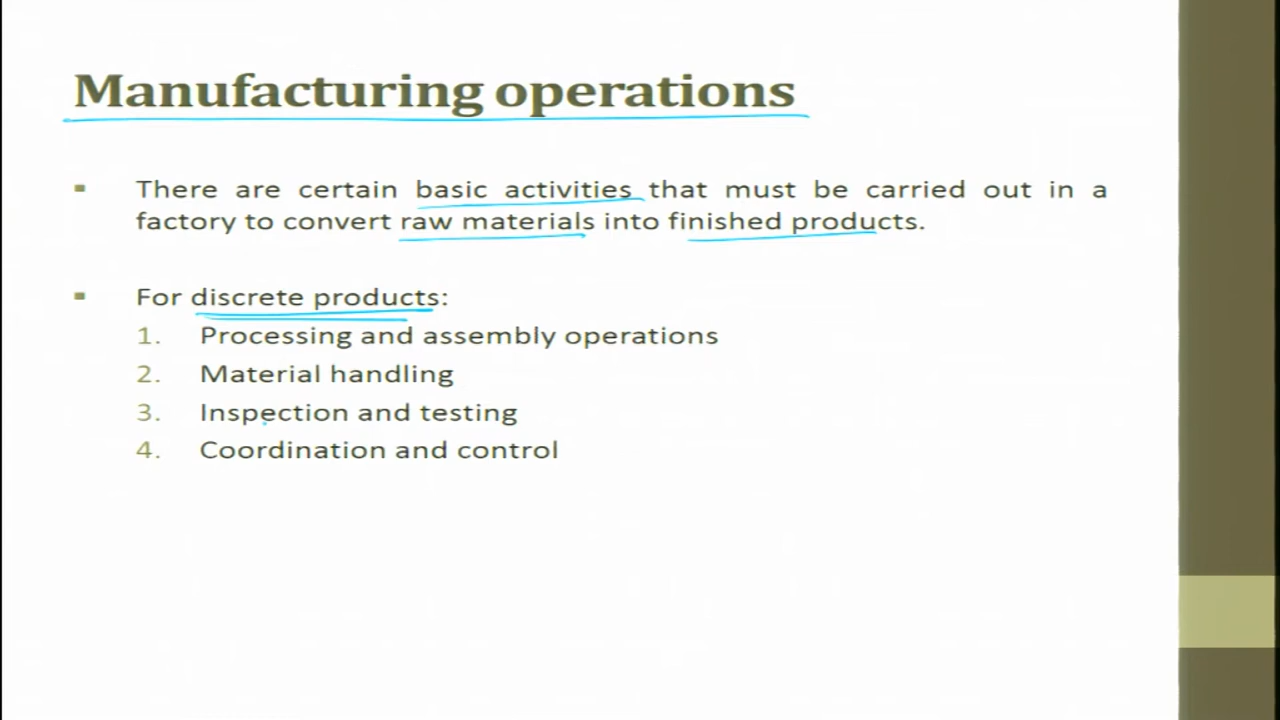 Manufacturing operations
There are certain basic activities that must be carried out in a
factory to convert raw materials into finished products.
For discrete products:
1. Processing and assembly operations
2. Material handling
3. Inspection and testing
4. Coordination and control